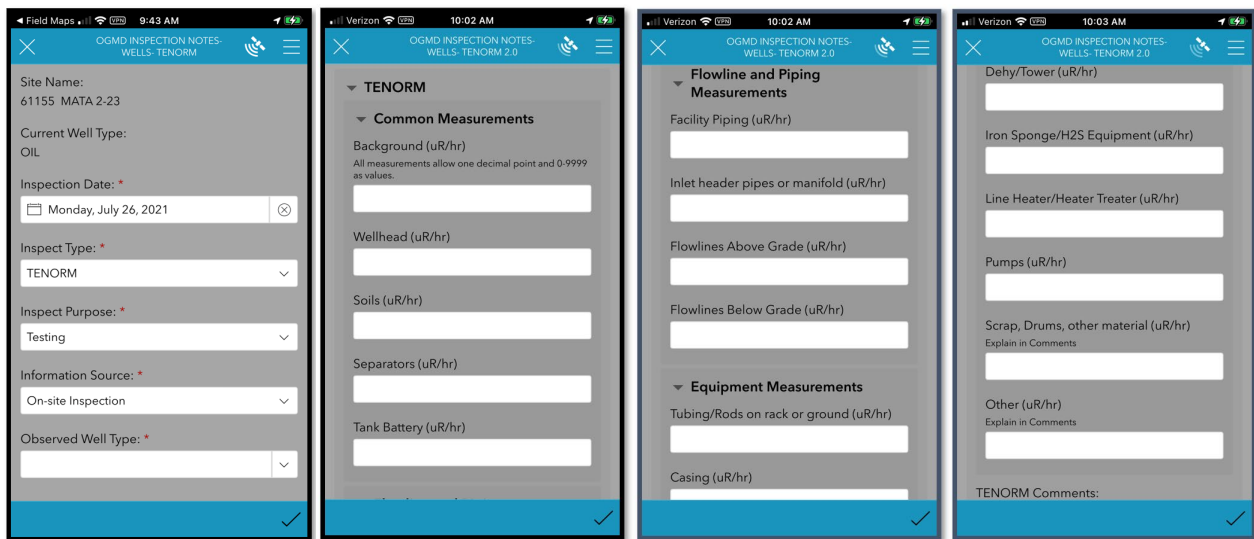 Field Maps VPN 9:43 AM
OGMD INSPECTION NOTES-
WELLS- TENORM
Site Name:
61155 MATA 2-23
Current Well Type:
OIL
Inspection Date: *
Monday, July 26, 2021
Inspect Type: *
TENORM
Inspect Purpose: *
Testing
Information Source: *
On-site Inspection
Observed Well Type: *
Verizon VPN 10:02 AM
OGMD INSPECTION NOTES-
WELLS- TENORM 2.0
TENORM
Common Measurements
Background (uR/hr)
All measurements allow one decimal point and 0-9999
as values.
Wellhead (uR/hr)
Soils (uR/hr)
Separators (uR/hr)
Tank Battery (uR/hr)
Verizon VPN 10:02 AM
OGMD INSPECTION NOTES-
WELLS- TENORM 2.0
Flowline and Piping
Measurements
Facility Piping (uR/hr)
Inlet header pipes or manifold (uR/hr)
Flowlines Above Grade (uR/hr)
Flowlines Below Grade (uR/hr)
Equipment Measurements
Tubing/Rods on rack or ground (uR/hr)
Casing (uR/hr)
Verizon VPN 10:03 AM
OGMD INSPECTION NOTES-
WELLS- TENORM 2.0
Dehy/Tower (uR/hr)
Iron Sponge/H2S Equipment (uR/hr)
Line Heater/Heater Treater (uR/hr)
Pumps (uR/hr)
Scrap, Drums, other material (uR/hr)
Explain in Comments
Other (uR/hr)
Explain in Comments
TENORM Comments: